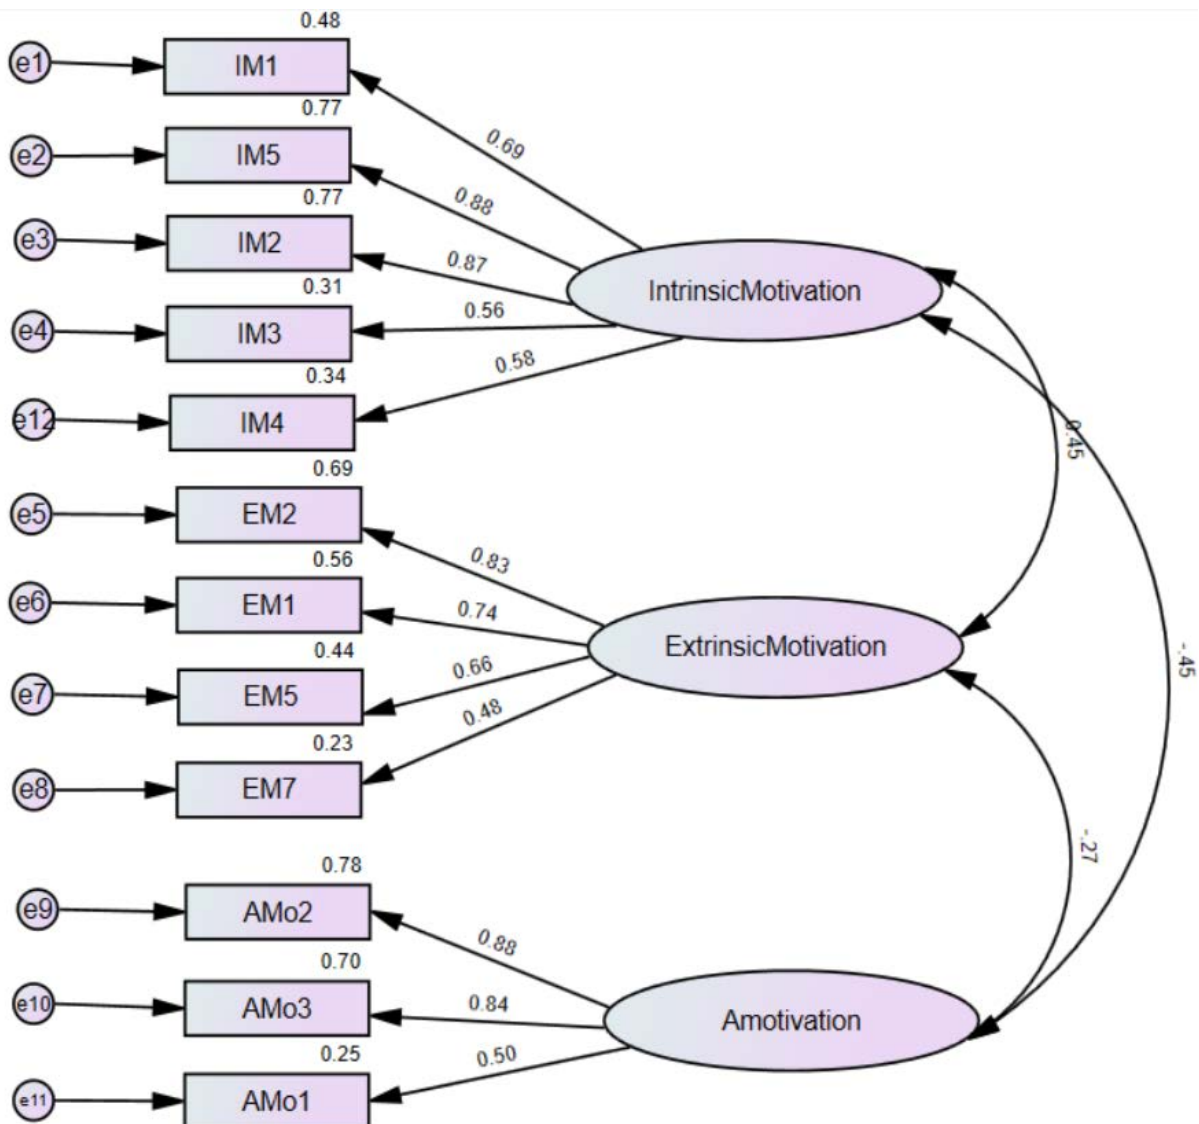 0.48
e1
IM1
0.69
0.77
e2
IM5
0.88
0.77
e3
IM2
0.87
IntrinsicMotivation
0.31
e4
IM3
0.56
0.34
e12
IM4
0.58
0.45
0.69
e5
EM2
0.83
0.56
e6
EM1
0.74
ExtrinsicMotivation
0.44
e7
EM5
0.66
-.45
0.23
e8
EM7
0.48
-.27
0.78
e9
AMo2
0.88
0.70
e10
AMo3
0.84
Amotivation
0.25
e11
AMo1
0.50